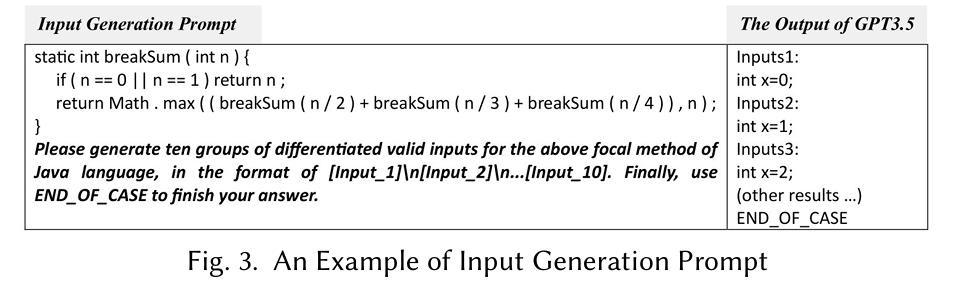 Input Generation Prompt
The Output of GPT3.5
static int breakSum ( int n ) {
if ( n == 0 || n == 1 ) return n ;
return Math . max ( ( breakSum ( n / 2 ) + breakSum ( n / 3 ) + breakSum ( n / 4 ) ) , n ) ;
}
Please generate ten groups of differentiated valid inputs for the above focal method of
Java language, in the format of [Input_1]\n[Input_2]\n...[Input_10]. Finally, use
END_OF_CASE to finish your answer.
Inputs1:
int x=0;
Inputs2:
int x=1;
Inputs3:
int x=2;
(other results ...)
END_OF_CASE
Fig. 3. An Example of Input Generation Prompt